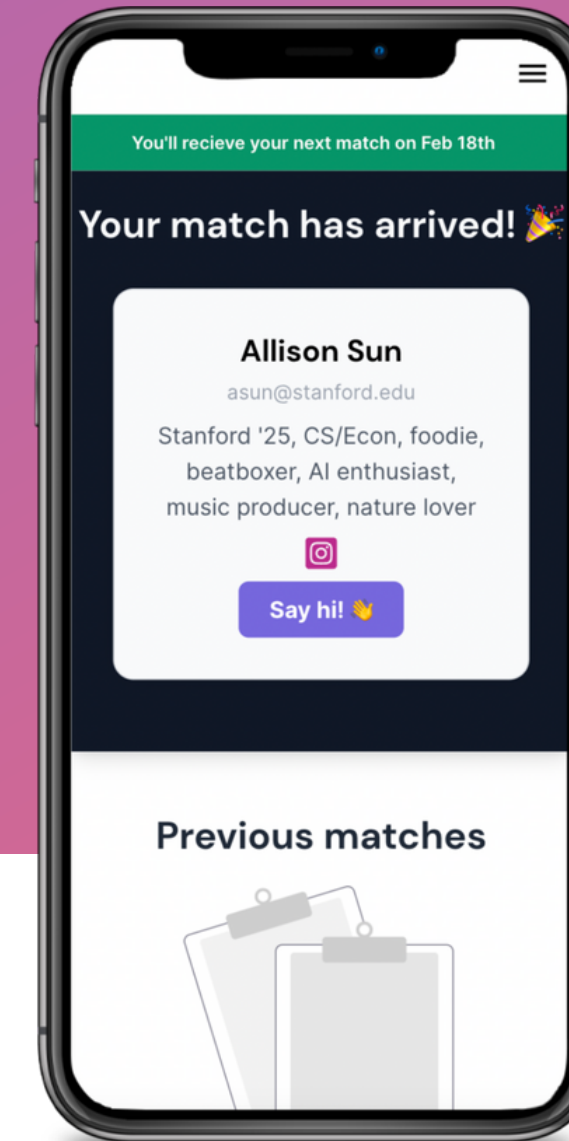 You'll recieve your next match on Feb 18th
Your match has arrived! 🎉
Allison Sun
asun@stanford.edu
Stanford '25, CS/Econ, foodie,
beatboxer, AI enthusiast,
music producer, nature lover
Say hi! 👋
Previous matches